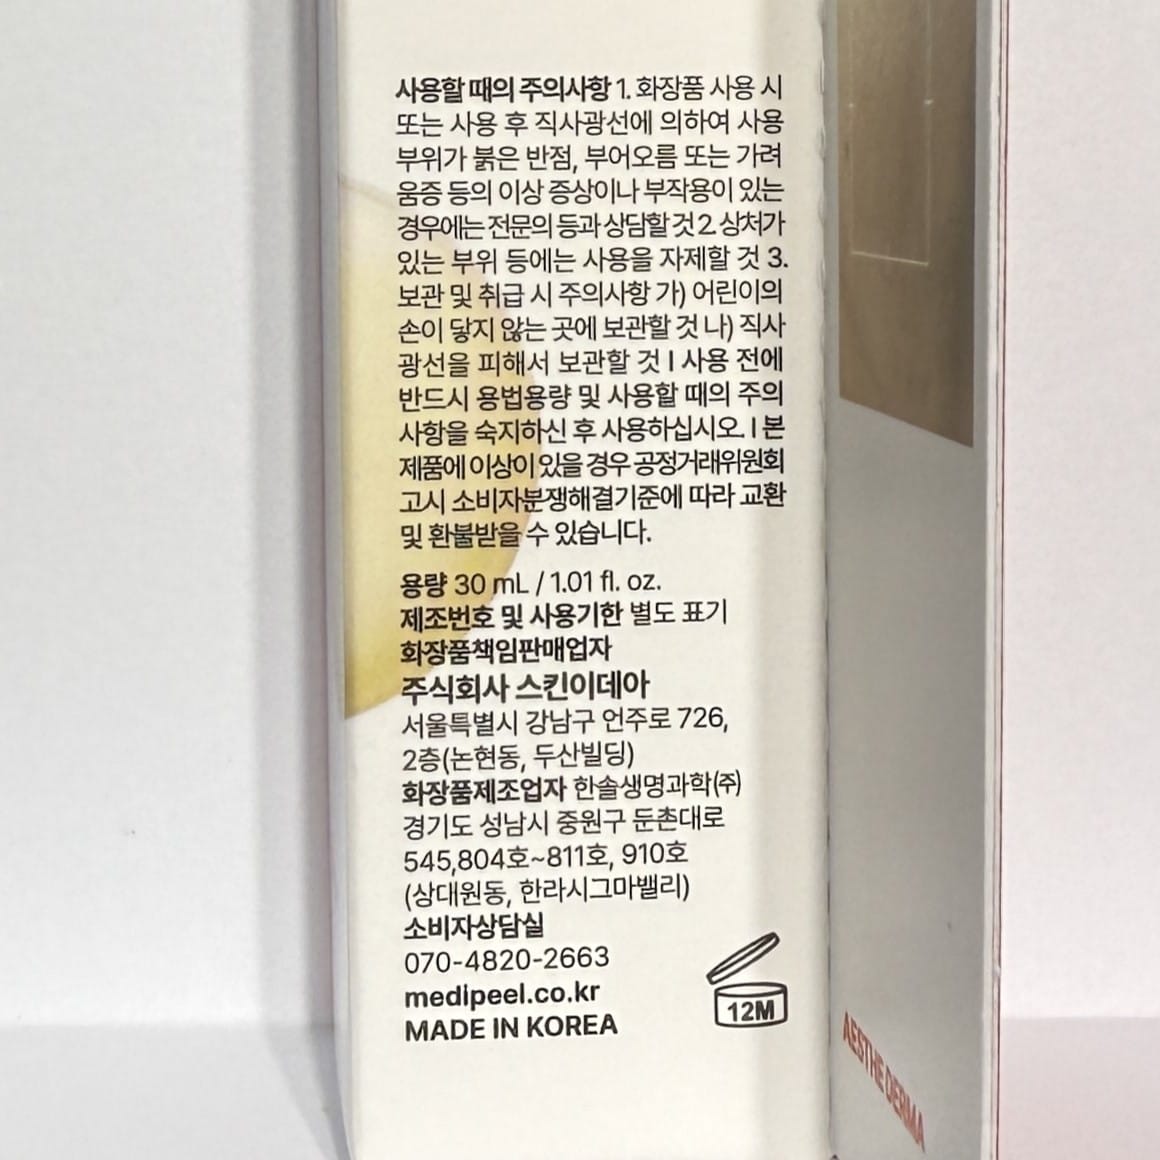 사용할 때의 주의사항 1. 화장품 사용 시
또는 사용 후 직사광선에 의하여 사용
부위가 붉은 반점, 부어오름 또는 가려
움증 등의 이상 증상이나 부작용이 있는
경우에는 전문의 등과 상담할 것 2. 상처가
있는 부위 등에는 사용을 자제할 것 3.
보관 및 취급 시 주의사항 가) 어린이의
손이 닿지 않는 곳에 보관할 것 나) 직사
광선을 피해서 보관할 것 I 사용 전에
반드시 용법용량 및 사용할 때의 주의
사항을 숙지하신 후 사용하십시오. I 본
제품에 이상이 있을 경우 공정거래위원회
고시 소비자분쟁해결기준에 따라 교환
및 환불받을 수 있습니다.
용량 30 mL / 1.01 fl. oz.
제조번호 및 사용기한 별도 표기
화장품책임판매업자
주식회사 스킨이데아
서울특별시 강남구 언주로 726,
2층(논현동, 두산빌딩)
화장품제조업자 한솔생명과학(주)
경기도 성남시 중원구 둔촌대로
545,804호~811호, 910호
(상대원동, 한라시그마밸리)
소비자상담실
070-4820-2663
medipeel.co.kr
MADE IN KOREA
12M
AESTHE DERMA